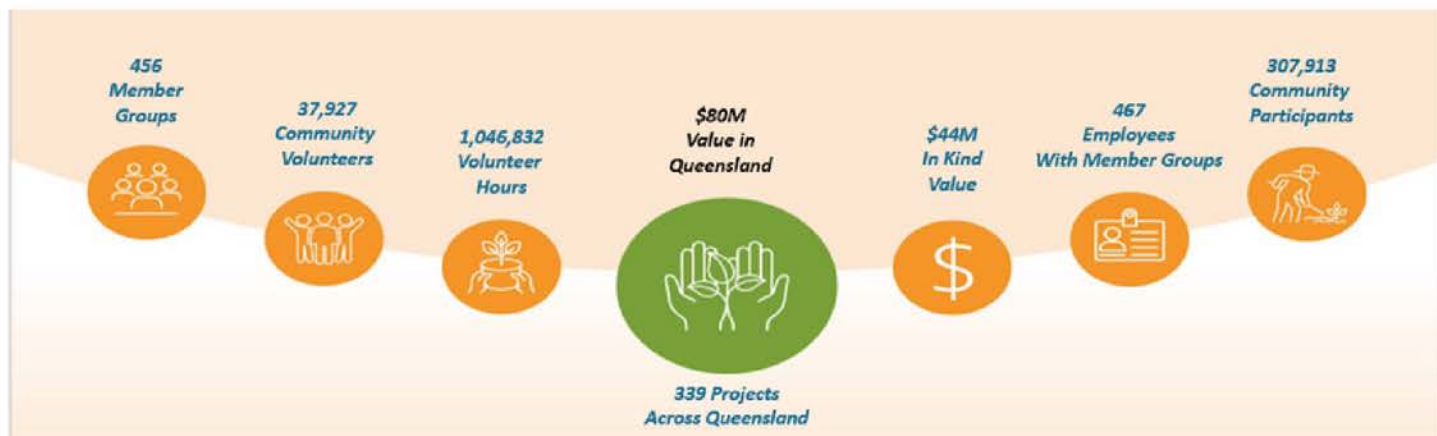 456
Member
Groups
37,927
Community
Volunteers
1,046,832
Volunteer
Hours
$80M
Value in
Queensland
339 Projects
Across Queensland
$44M
In Kind
Value
$
467
Employees
With Member Groups
307,913
Community
Participants